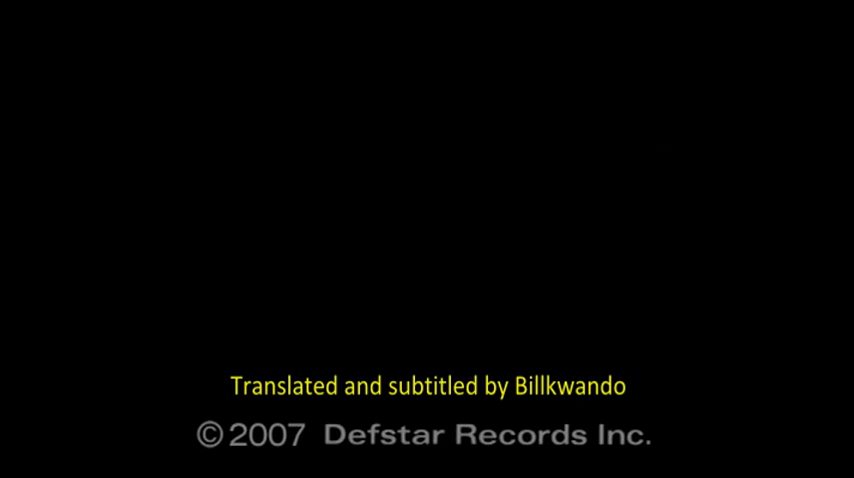 Translated and subtitled by Billkwando
© 2007 Defstar Records Inc.